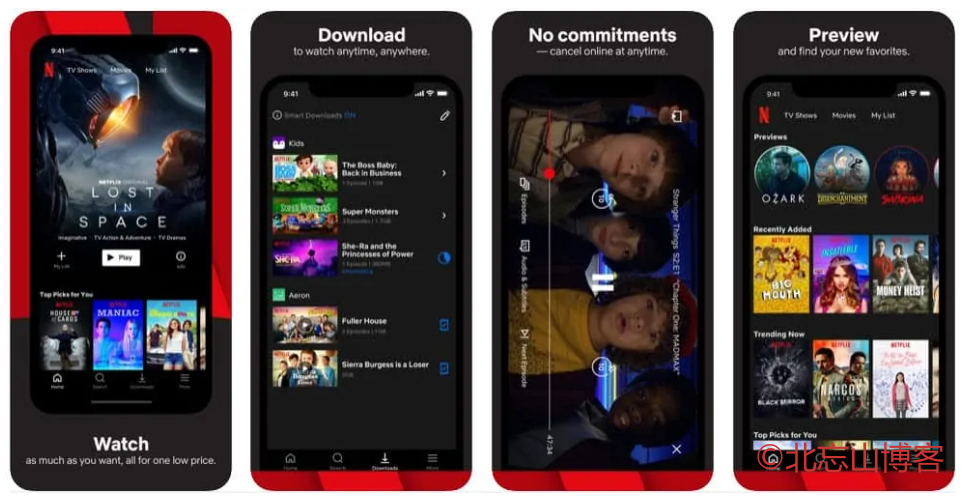 9:41
N
TV Shows Movies My List
NETFLIX ORIGINAL
LOST
IN
SPACE
Imaginative • TV Action & Adventure • TV Dramas
My List
Play
Info
Top Picks for You
HOUSE of CARDS
MANIAC
Home Search Downloads More
Watch
as much as you want, all for one low price.
Download
to watch anytime, anywhere.
9:41
Smart Downloads ON
Kids
The Boss Baby:
Back in Business
Super Monsters
She-Ra and the
Princesses of Power
Aeron
Fuller House
Sierra Burgess is a Loser
Home Search Downloads More
No commitments
— cancel online at anytime.
Stranger Things S2:E1 "Chapter One: MADMAX"
10
10
Episodes
Audio & Subtitles
Next Episode
47:34
Preview
and find your new favorites.
9:41
N
TV Shows Movies My List
Previews
OZARK
DISENCHANTMENT
SABRINA
Recently Added
BIG MOUTH
INSATIABLE
MONEY HEIST
Trending Now
BLACK MIRROR
NARCOS
Top Picks for You
©北忘山博客